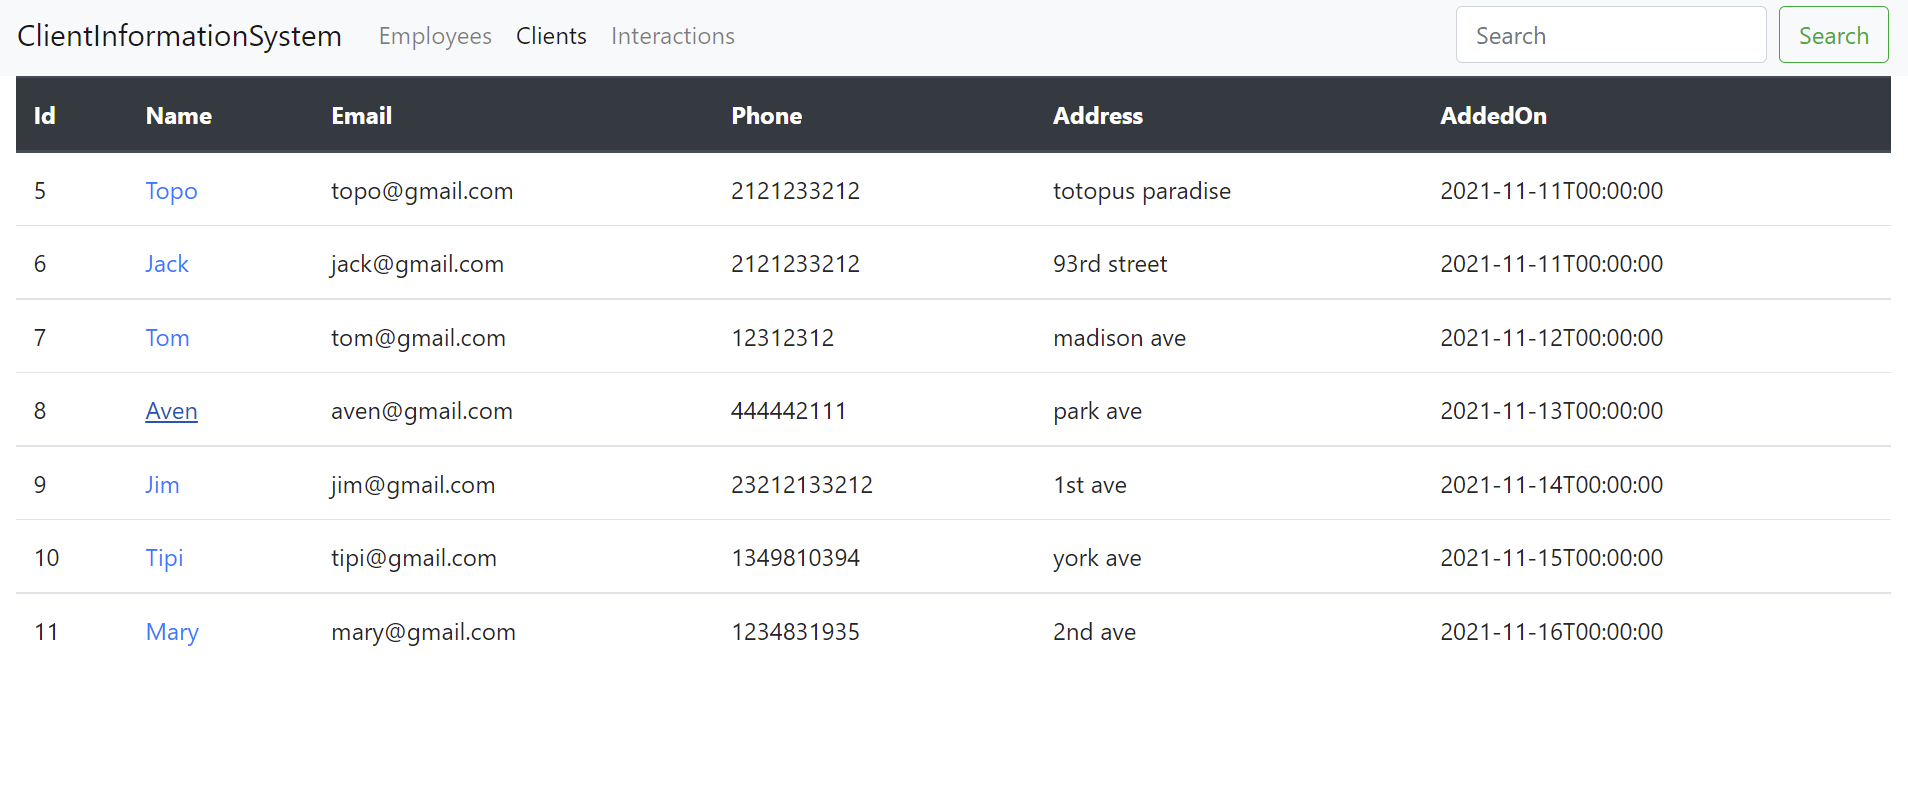 ClientInformationSystem Employees Clients Interactions Search Search
Id Name Email Phone Address AddedOn
5 Topo topo@gmail.com 2121233212 totopus paradise 2021-11-11T00:00:00
6 Jack jack@gmail.com 2121233212 93rd street 2021-11-11T00:00:00
7 Tom tom@gmail.com 12312312 madison ave 2021-11-12T00:00:00
8 Aven aven@gmail.com 444442111 park ave 2021-11-13T00:00:00
9 Jim jim@gmail.com 23212133212 1st ave 2021-11-14T00:00:00
10 Tipi tipi@gmail.com 1349810394 york ave 2021-11-15T00:00:00
11 Mary mary@gmail.com 1234831935 2nd ave 2021-11-16T00:00:00